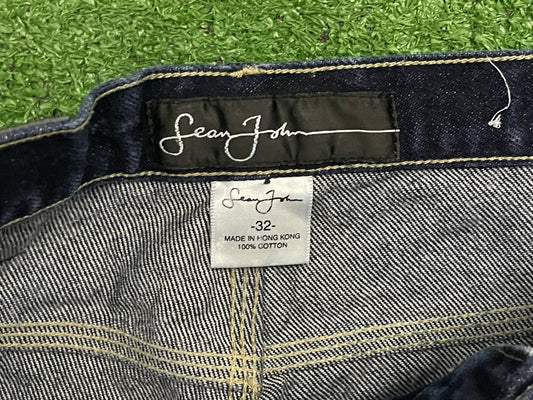 Sean John
Sean John
-32-
MADE IN HONG KONG
100% COTTON